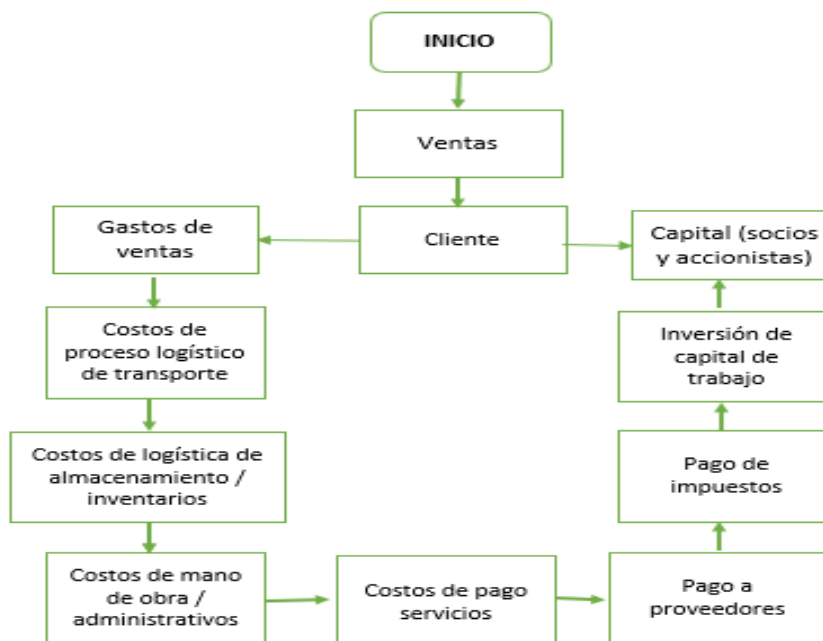 INICIO
Ventas
Gastos de
ventas
Cliente
Capital (socios
y accionistas)
Costos de
proceso logístico
de transporte
Inversión de
capital de
trabajo
Costos de logística de
almacenamiento /
inventarios
Pago de
impuestos
Costos de mano
de obra /
administrativos
Costos de pago
servicios
Pago a
proveedores